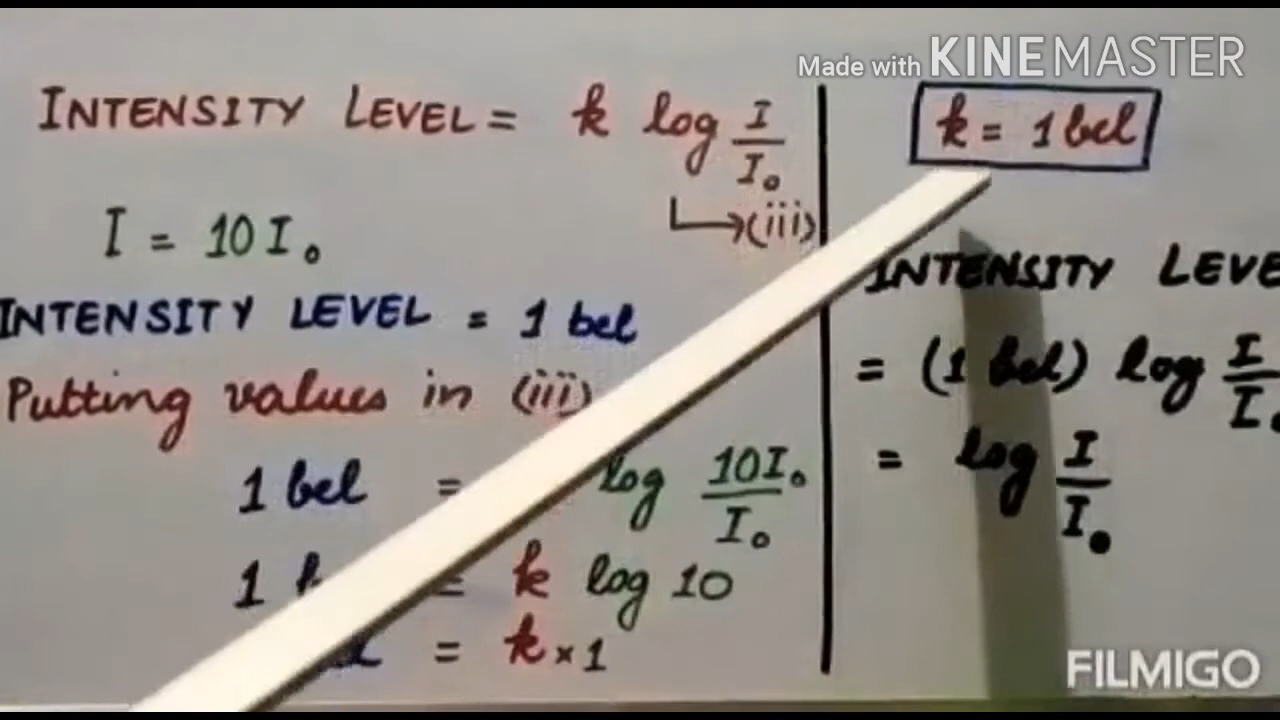 Made with KINEMASTER
INTENSITY LEVEL = k log I/I₀
→(iii)
I = 10 I₀
INTENSITY LEVEL = 1 bel
Putting values in (iii)
1 bel = log 10I₀/I₀
1 = k log 10
= k × 1
k = 1 bel
INTENSITY
= (1 bel) log I/I₀
= log I/I₀
FILMIGO